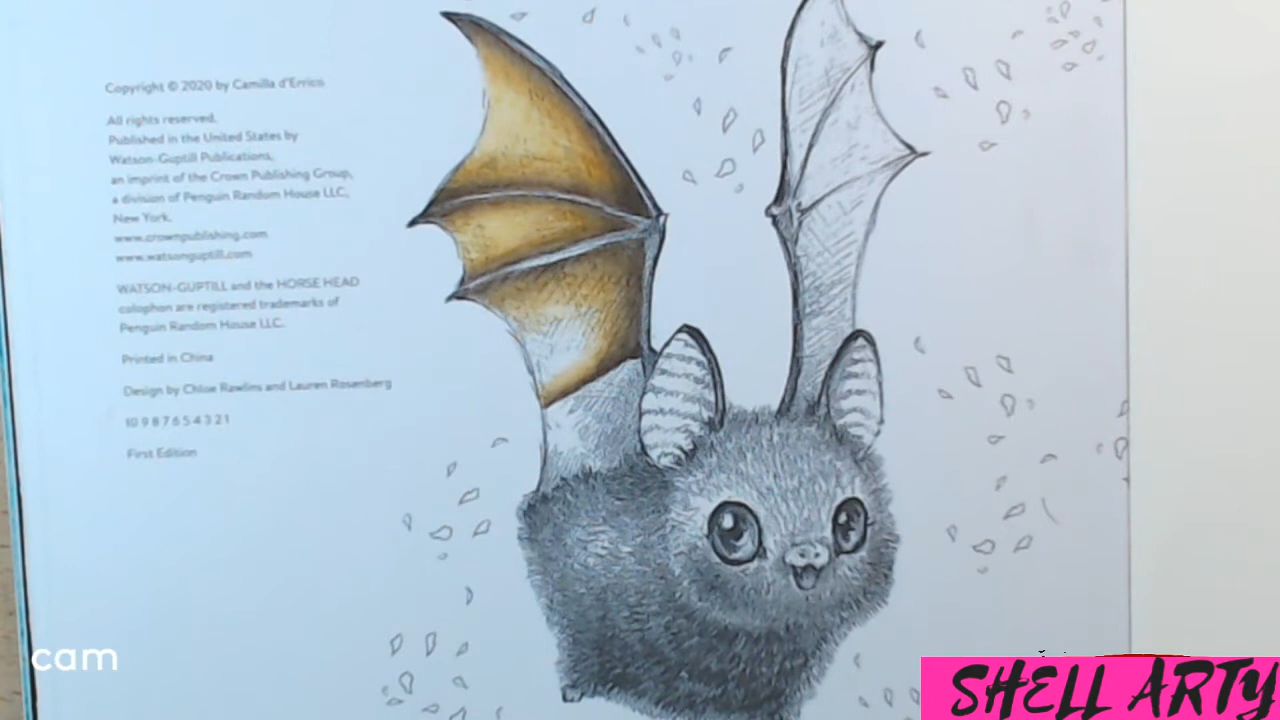 Copyright © 2020 by Camilla d'Errico
All rights reserved.
Published in the United States by
Watson-Guptill Publications,
an imprint of the Crown Publishing Group,
a division of Penguin Random House LLC,
New York.
www.crownpublishing.com
www.watsonguptill.com
WATSON-GUPTILL and the HORSE HEAD
colophon are registered trademarks of
Penguin Random House LLC.
Printed in China
Design by Chloe Rawlins and Lauren Rosenberg
10 9 8 7 6 5 4 3 2 1
First Edition
cam
SHELL ARTY